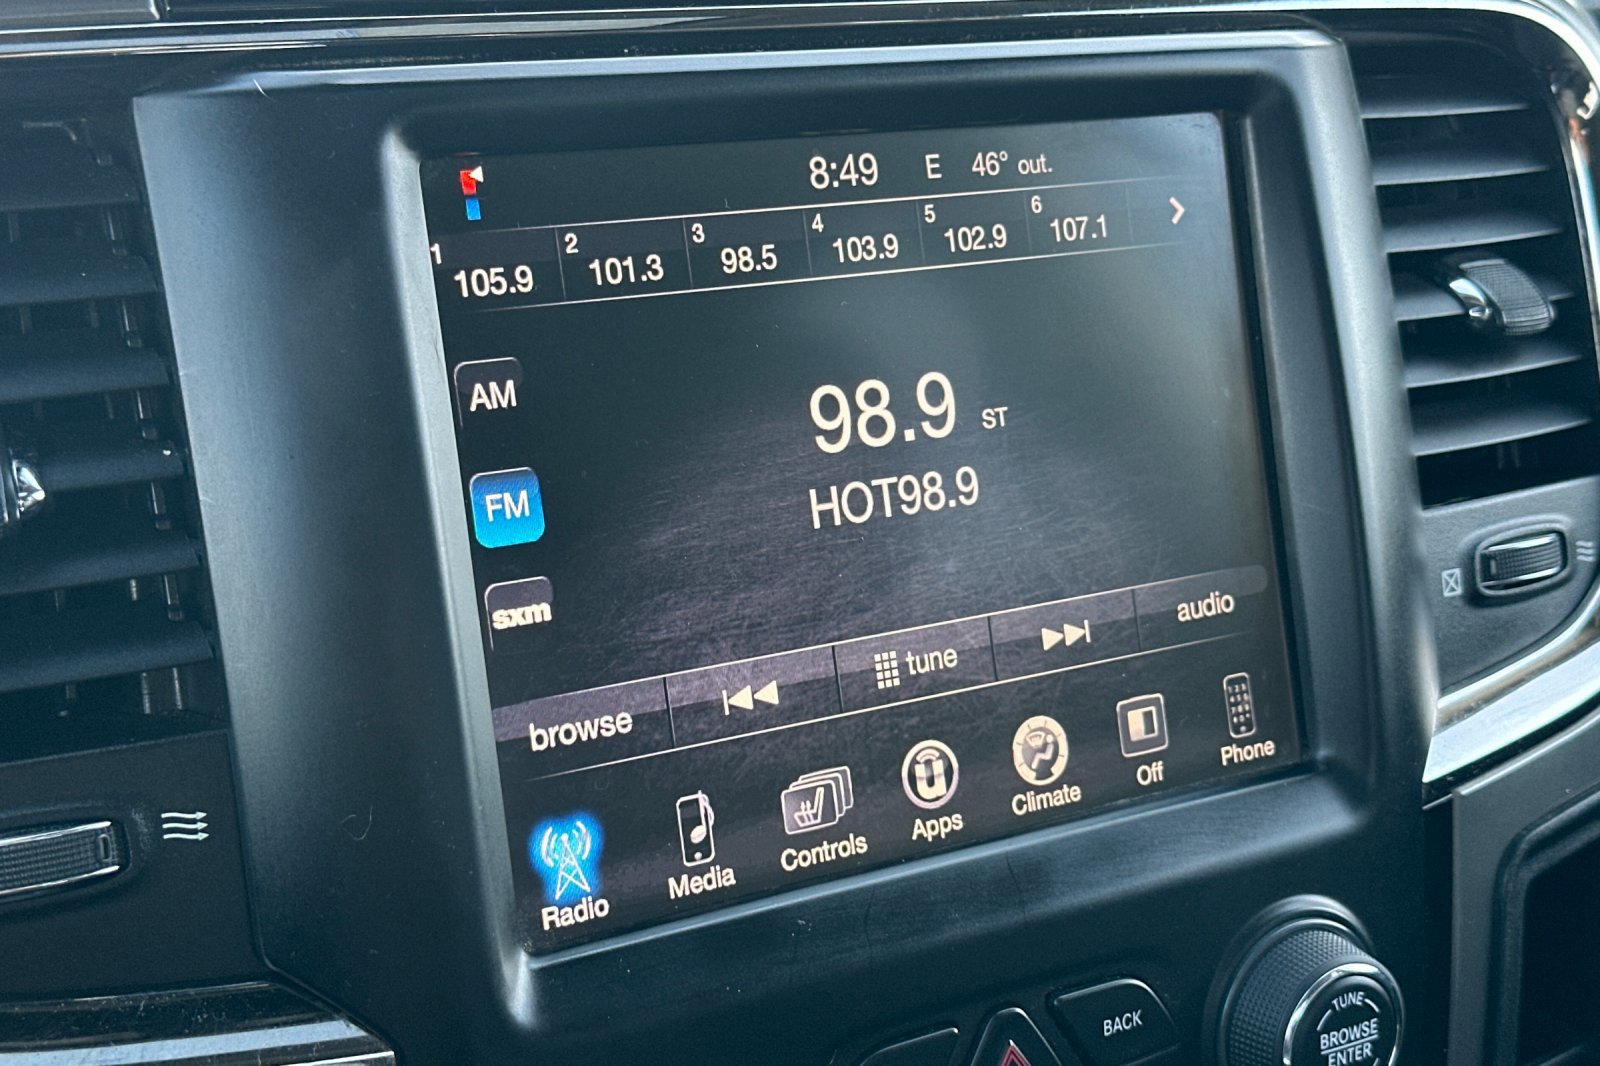 8:49 E 46° out.
1 105.9 2 101.3 3 98.5 4 103.9 5 102.9 6 107.1
AM
98.9 ST
FM
HOT98.9
sxm
browse tune audio
Radio Media Controls Apps Climate Off Phone
BACK
TUNE
BROWSE
ENTER